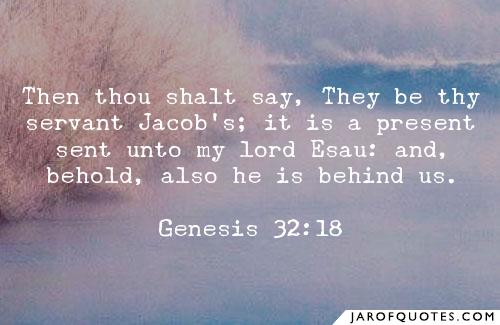 Then thou shalt say, They be thy
servant Jacob's; it is a present
sent unto my lord Esau: and,
behold, also he is behind us.
Genesis 32:18
JAROFQUOTES.COM